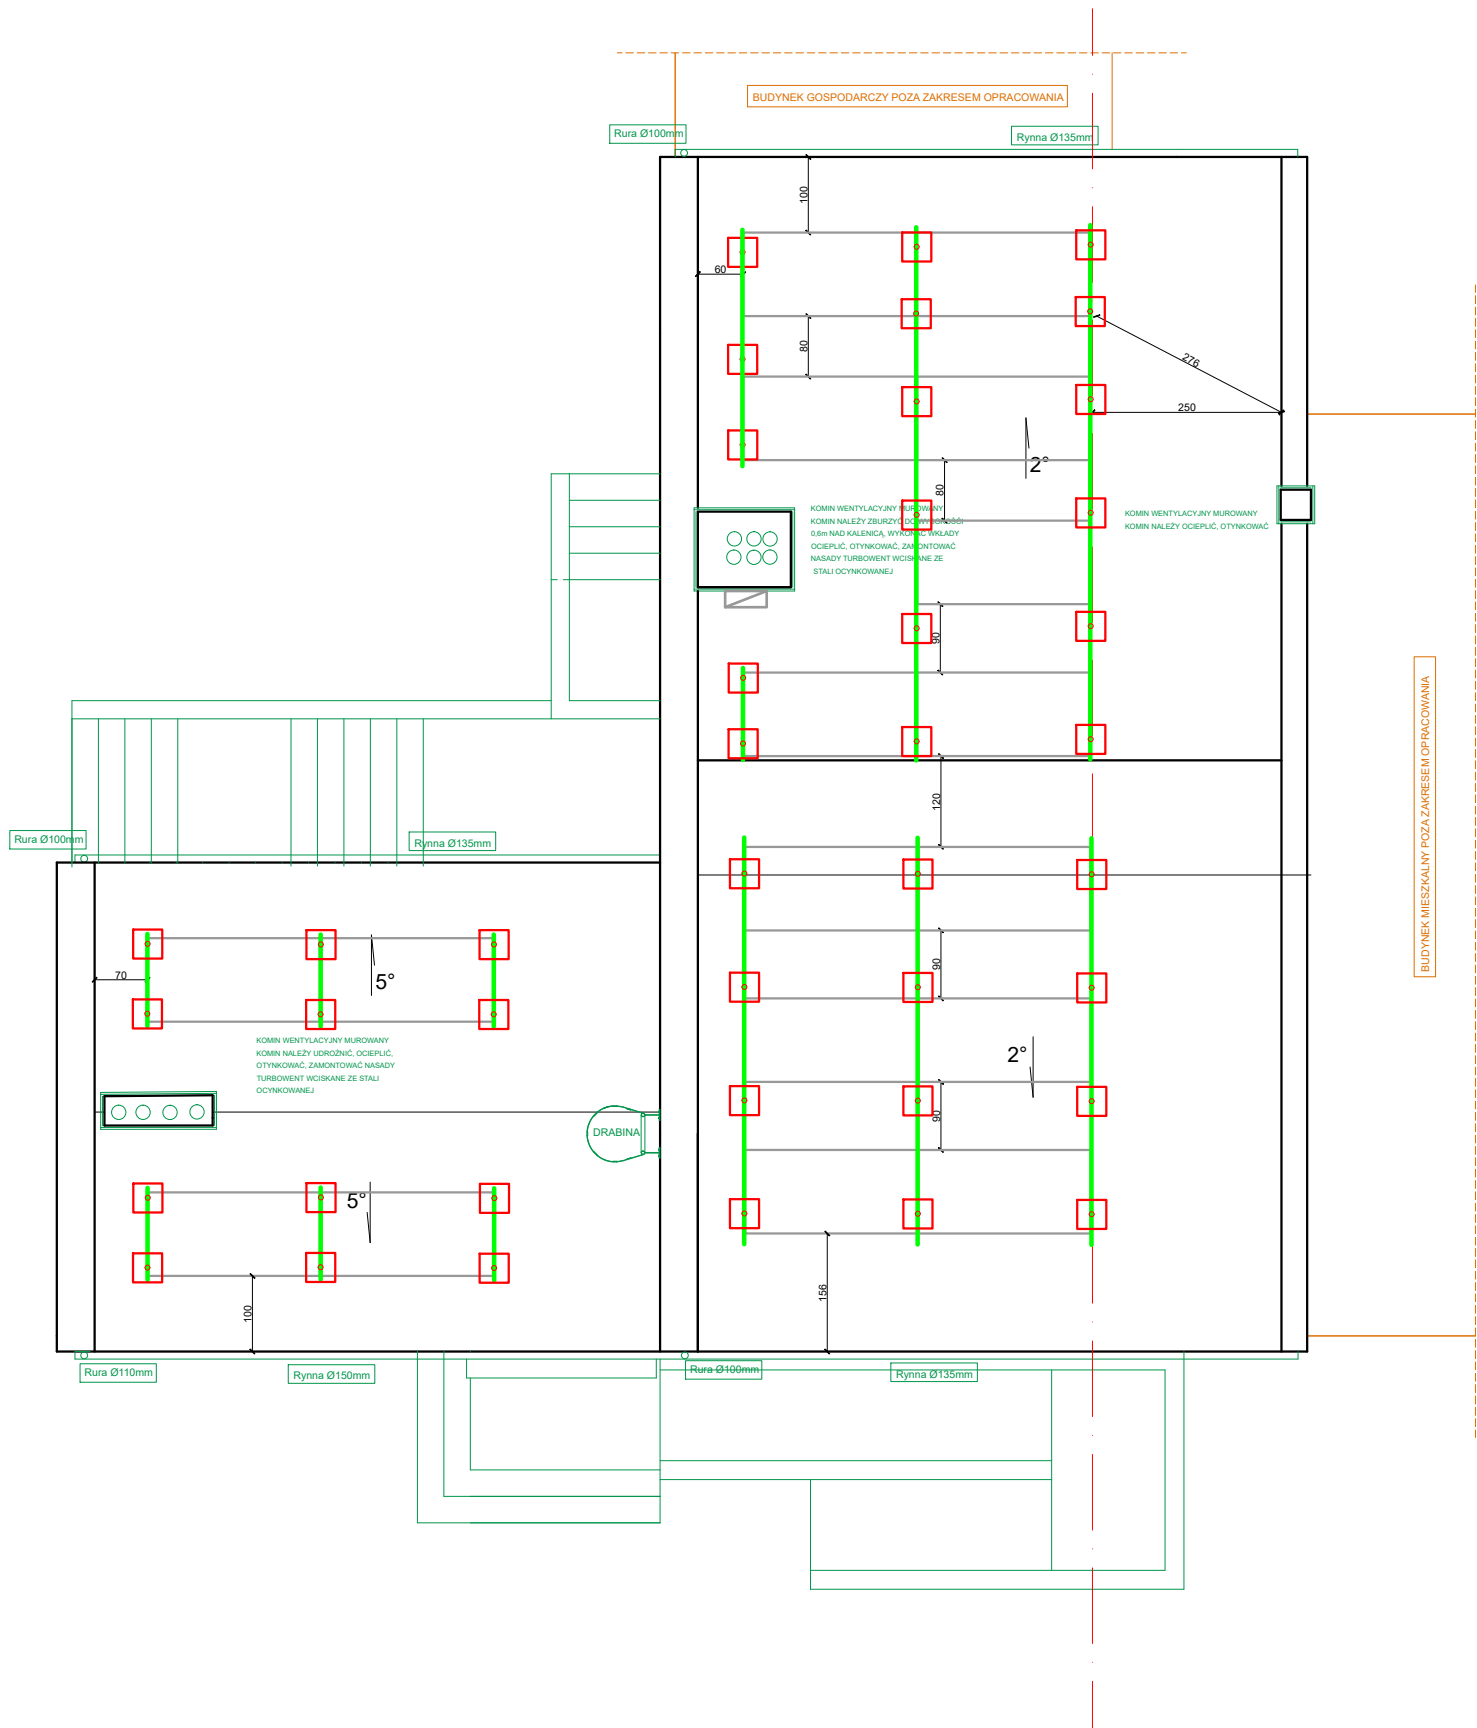 BUDYNEK GOSPODARCZY POZA ZAKRESEM OPRACOWANIA
Rura Ø100mm
Rynna Ø135mm
100
60
80
276
250
2°
80
KOMIN WENTYLACYJNY MUROWANY
KOMIN NALEŻY ZBURZYĆ DO
0,6m NAD KALENICĄ, WYKONAĆ WKŁADY
OCIEPLIĆ, OTYNKOWAĆ, ZAMONTOWAĆ
NASADY TURBOWENT WCISKANE ZE
STALI OCYNKOWANEJ
KOMIN WENTYLACYJNY MUROWANY
KOMIN NALEŻY OCIEPLIĆ, OTYNKOWAĆ
90
BUDYNEK MIESZKALNY POZA ZAKRESEM OPRACOWANIA
120
Rura Ø100mm
Rynna Ø135mm
70
5°
90
KOMIN WENTYLACYJNY MUROWANY
KOMIN NALEŻY UDROŻNIĆ, OCIEPLIĆ,
OTYNKOWAĆ, ZAMONTOWAĆ NASADY
TURBOWENT WCISKANE ZE STALI
OCYNKOWANEJ
2°
DRABINA
90
5°
100
156
Rura Ø110mm
Rynna Ø150mm
Rura Ø100mm
Rynna Ø135mm